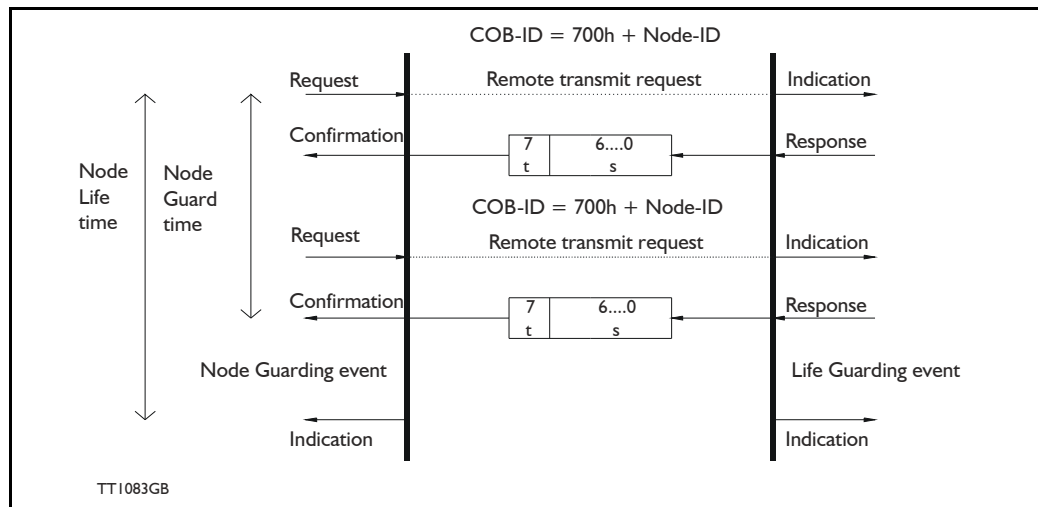 COB-ID = 700h + Node-ID
Request
Remote transmit request
Indication
Confirmation
7
6....0
Response
t
s
Node
Life
time
Node
Guard
time
COB-ID = 700h + Node-ID
Request
Remote transmit request
Indication
Confirmation
7
6....0
Response
t
s
Node Guarding event
Life Guarding event
Indication
Indication
TT1083GB